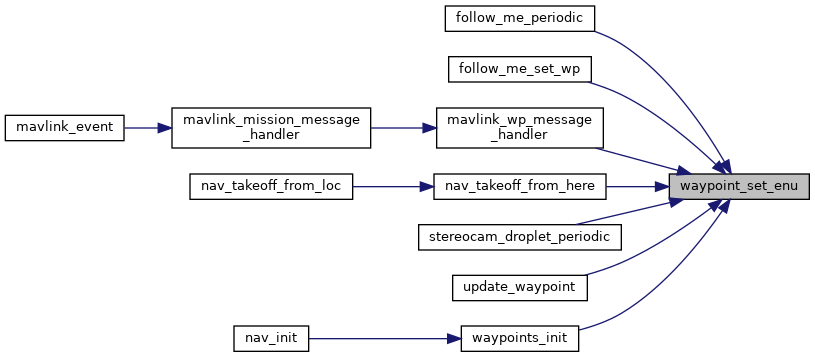 follow_me_periodic
follow_me_set_wp
mavlink_event
mavlink_mission_message
_handler
mavlink_wp_message
_handler
nav_takeoff_from_loc
nav_takeoff_from_here
waypoint_set_enu
stereocam_droplet_periodic
update_waypoint
nav_init
waypoints_init